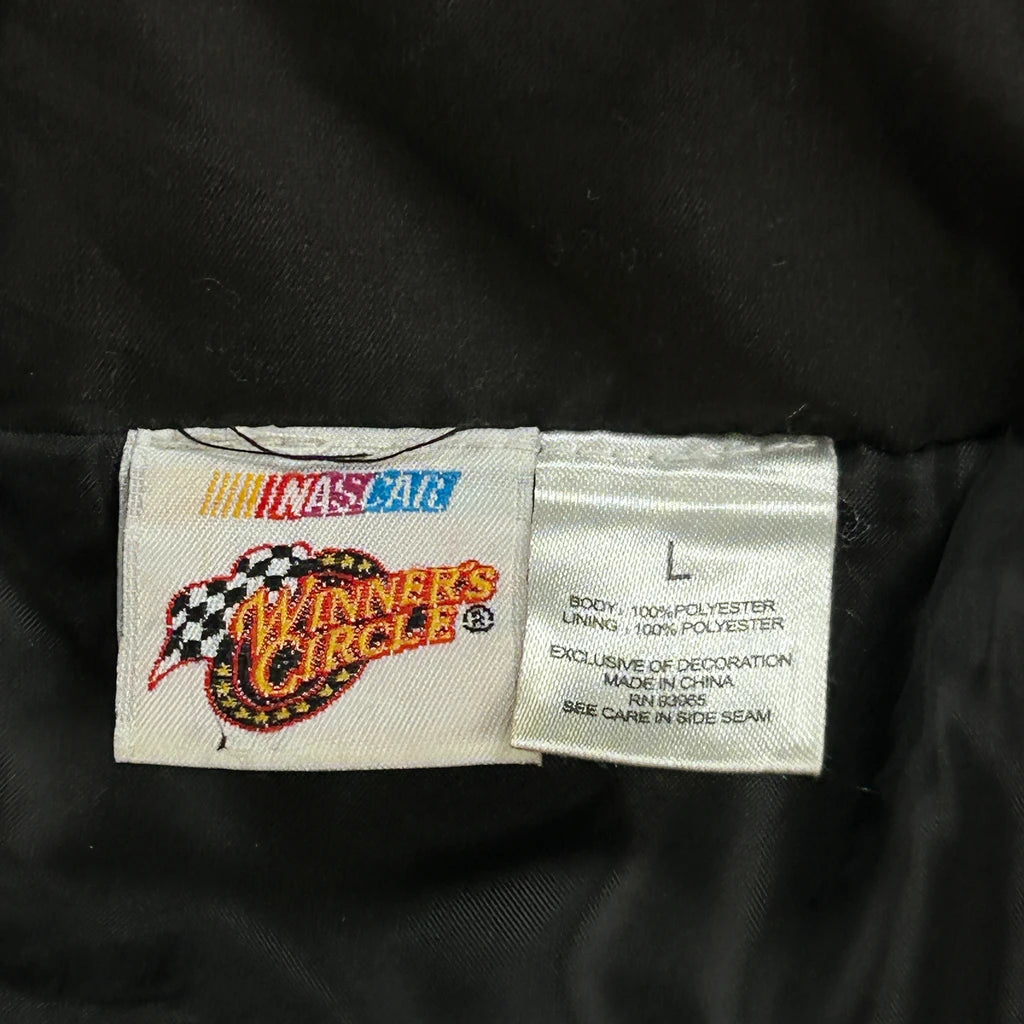 NASCAR
WINNER'S
CIRCLE ®
L
BODY: 100% POLYESTER
LINING : 100% POLYESTER
EXCLUSIVE OF DECORATION
MADE IN CHINA
RN 93965
SEE CARE IN SIDE SEAM